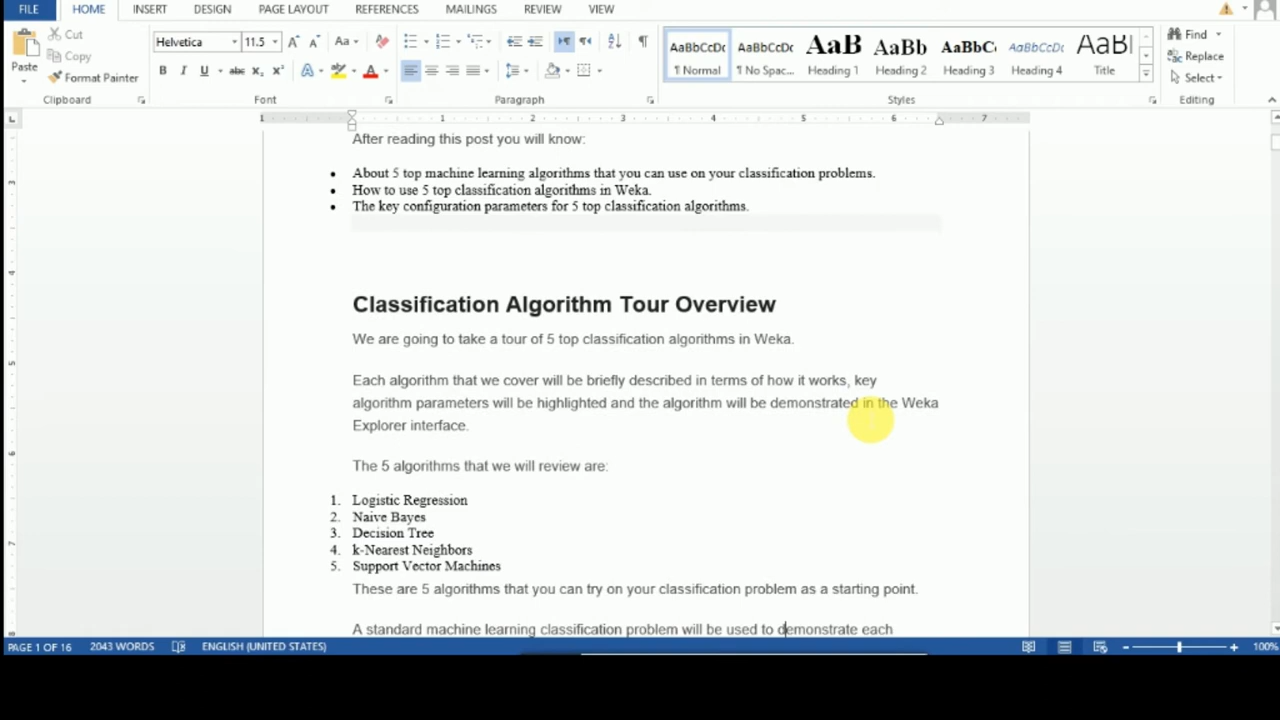 FILE HOME INSERT DESIGN PAGE LAYOUT REFERENCES MAILINGS REVIEW VIEW
Paste Cut Copy Format Painter
Helvetica 11.5
AaBbCcDc AaBbCcDc AaB AaBb AaBbC AaBbCcDc AaB
¶ Normal ¶ No Spac... Heading 1 Heading 2 Heading 3 Heading 4 Title
Find Replace Select
Clipboard Font Paragraph Styles Editing
1 1 2 3 4 5 6 7
After reading this post you will know:
• About 5 top machine learning algorithms that you can use on your classification problems.
• How to use 5 top classification algorithms in Weka.
• The key configuration parameters for 5 top classification algorithms.
Classification Algorithm Tour Overview
We are going to take a tour of 5 top classification algorithms in Weka.
Each algorithm that we cover will be briefly described in terms of how it works, key
algorithm parameters will be highlighted and the algorithm will be demonstrated in the Weka
Explorer interface.
The 5 algorithms that we will review are:
1. Logistic Regression
2. Naive Bayes
3. Decision Tree
4. k-Nearest Neighbors
5. Support Vector Machines
These are 5 algorithms that you can try on your classification problem as a starting point.
A standard machine learning classification problem will be used to demonstrate each
PAGE 1 OF 16 2043 WORDS ENGLISH (UNITED STATES) 100%